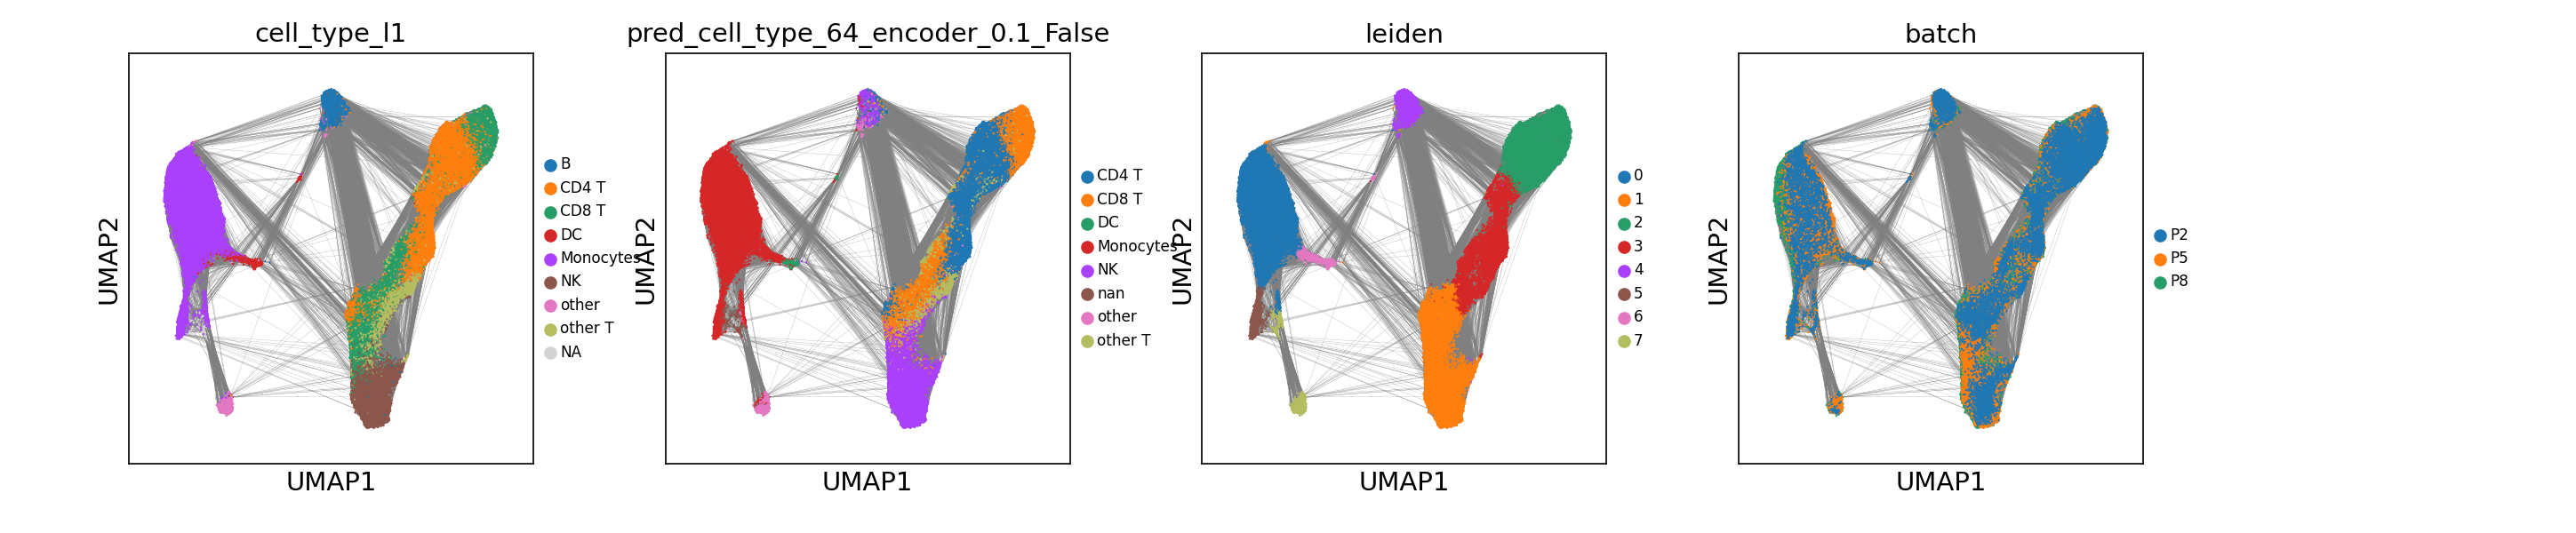 cell_type_l1
UMAP2
UMAP1
B
CD4 T
CD8 T
DC
Monocytes
NK
other
other T
NA
pred_cell_type_64_encoder_0.1_False
UMAP2
UMAP1
CD4 T
CD8 T
DC
Monocytes
NK
nan
other
other T
leiden
UMAP2
UMAP1
0
1
2
3
4
5
6
7
batch
UMAP2
UMAP1
P2
P5
P8